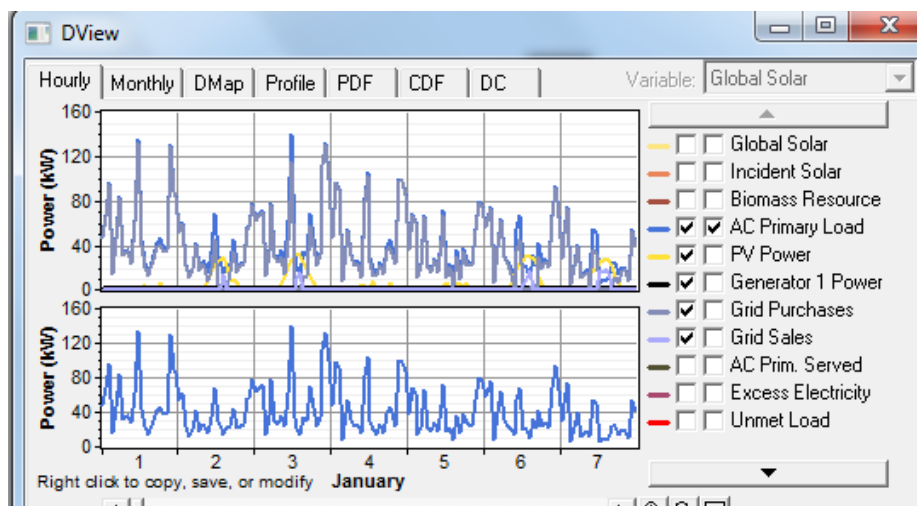 DView
Hourly Monthly DMap Profile PDF CDF DC Variable: Global Solar
160
120
80
40
0
Power (kW)
160
120
80
40
0
Power (kW)
1 2 3 4 5 6 7
Right click to copy, save, or modify January
Global Solar
Incident Solar
Biomass Resource
AC Primary Load
PV Power
Generator 1 Power
Grid Purchases
Grid Sales
AC Prim. Served
Excess Electricity
Unmet Load